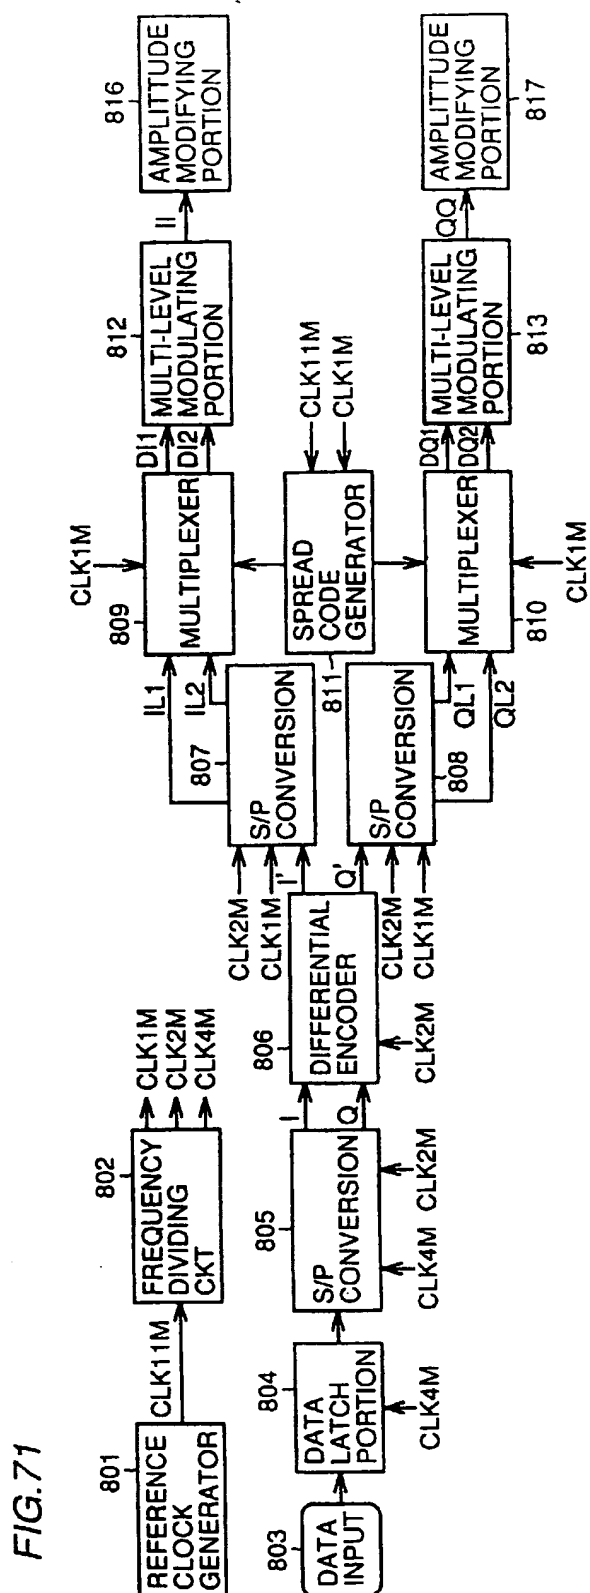 FIG.71
801
REFERENCE
CLOCK
GENERATOR
CLK11M
802
FREQUENCY
DIVIDING
CKT
CLK1M
CLK2M
CLK4M
803
DATA
INPUT
804
DATA
LATCH
PORTION
CLK4M
805
S/P
CONVERSION
CLK4M
CLK2M
I
Q
806
DIFFERENTIAL
ENCODER
CLK2M
I'
Q'
CLK2M
CLK1M
807
S/P
CONVERSION
IL1
IL2
CLK2M
CLK1M
808
S/P
CONVERSION
QL1
QL2
CLK1M
809
MULTIPLEXER
DI1
DI2
811
SPREAD
CODE
GENERATOR
CLK11M
CLK1M
810
MULTIPLEXER
CLK1M
DQ1
DQ2
812
MULTI-LEVEL
MODULATING
PORTION
II
813
MULTI-LEVEL
MODULATING
PORTION
QQ
816
AMPLITTUDE
MODIFYING
PORTION
817
AMPLITTUDE
MODIFYING
PORTION